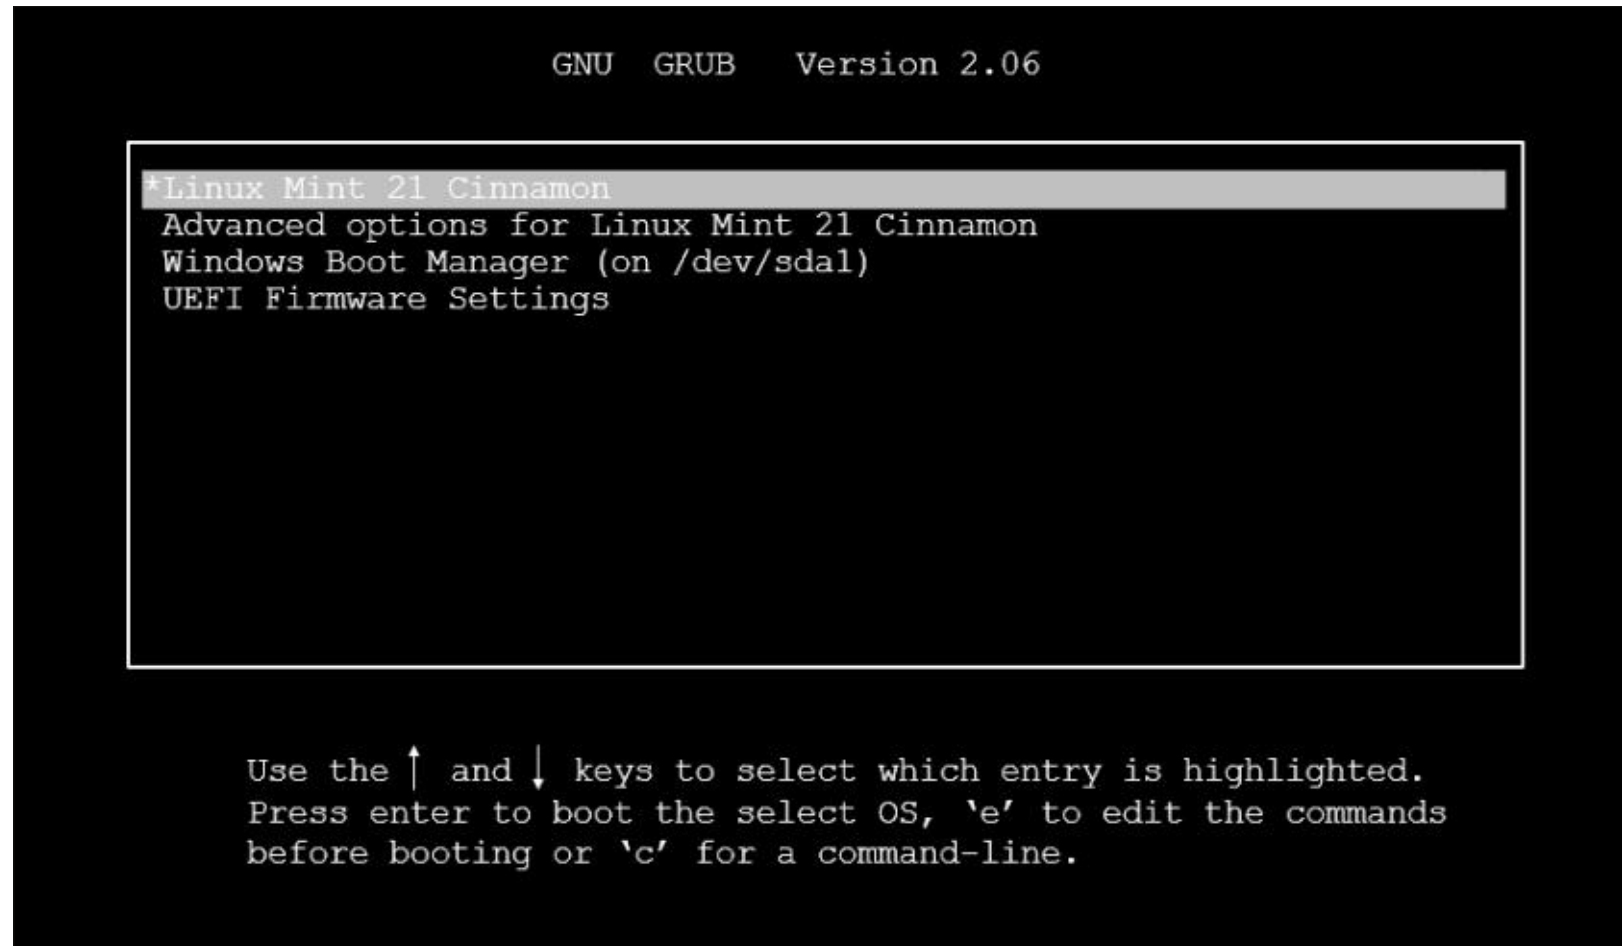 GNU GRUB Version 2.06
*Linux Mint 21 Cinnamon
Advanced options for Linux Mint 21 Cinnamon
Windows Boot Manager (on /dev/sda1)
UEFI Firmware Settings
Use the ↑ and ↓ keys to select which entry is highlighted.
Press enter to boot the select OS, ‘e’ to edit the commands
before booting or ‘c’ for a command-line.